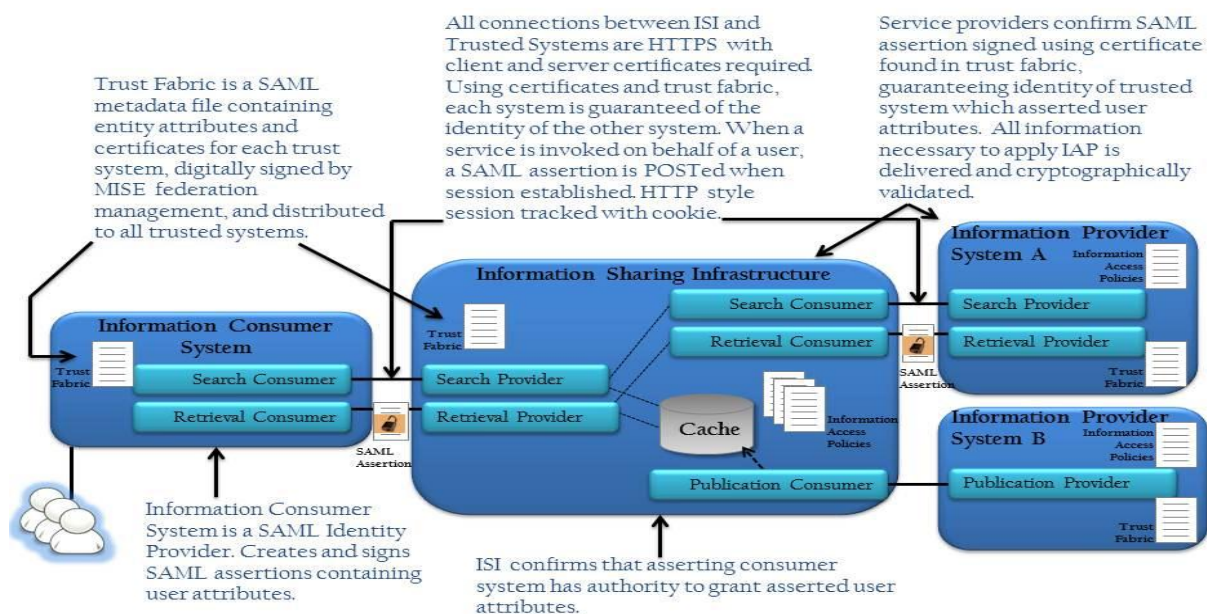 All connections between ISI and
Trusted Systems are HTTPS with
client and server certificates required.
Using certificates and trust fabric,
each system is guaranteed of the
identity of the other system. When a
service is invoked on behalf of a user,
a SAML assertion is POSTed when
session established. HTTP style
session tracked with cookie.
Service providers confirm SAML
assertion signed using certificate
found in trust fabric,
guaranteeing identity of trusted
system which asserted user
attributes. All information
necessary to apply IAP is
delivered and cryptographically
validated.
Trust Fabric is a SAML
metadata file containing
entity attributes and
certificates for each trust
system, digitally signed by
MISE federation
management, and distributed
to all trusted systems.
Information Consumer
System
Trust
Fabric
Search Consumer
Retrieval Consumer
SAML
Assertion
Information Sharing Infrastructure
Trust
Fabric
Search Provider
Retrieval Provider
Search Consumer
Retrieval Consumer
Cache
Information
Access
Policies
Publication Consumer
SAML
Assertion
Information Provider
System A
Information
Access
Policies
Search Provider
Retrieval Provider
Trust
Fabric
Information Provider
System B
Information
Access
Policies
Publication Provider
Trust
Fabric
Information Consumer
System is a SAML Identity
Provider. Creates and signs
SAML assertions containing
user attributes.
ISI confirms that asserting consumer
system has authority to grant asserted user
attributes.